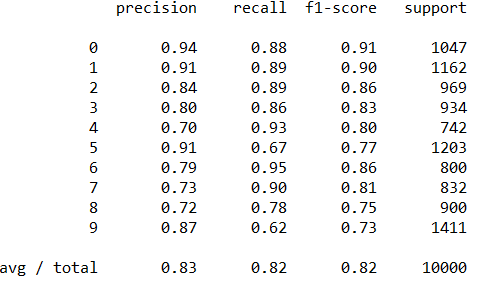 precision recall f1-score support
0 0.94 0.88 0.91 1047
1 0.91 0.89 0.90 1162
2 0.84 0.89 0.86 969
3 0.80 0.86 0.83 934
4 0.70 0.93 0.80 742
5 0.91 0.67 0.77 1203
6 0.79 0.95 0.86 800
7 0.73 0.90 0.81 832
8 0.72 0.78 0.75 900
9 0.87 0.62 0.73 1411
avg / total 0.83 0.82 0.82 10000